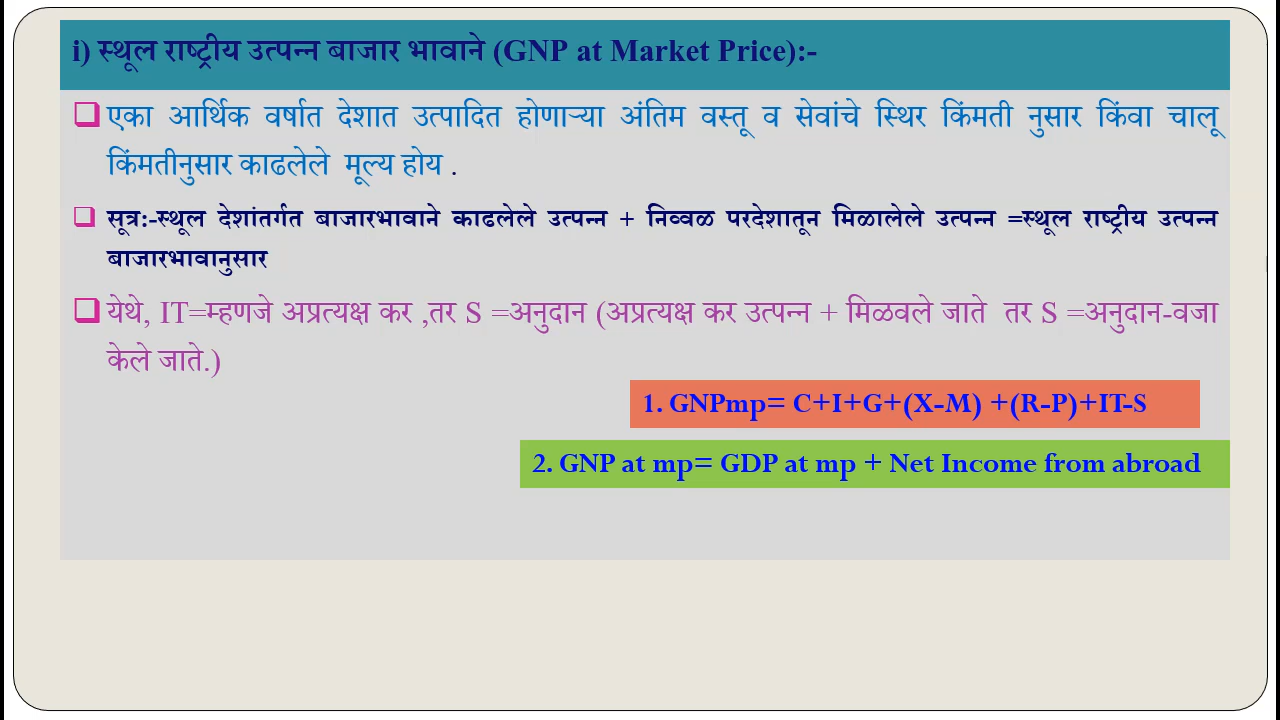 i) स्थूल राष्ट्रीय उत्पन्न बाजार भावाने (GNP at Market Price):-
एका आर्थिक वर्षात देशात उत्पादित होणाऱ्या अंतिम वस्तू व सेवांचे स्थिर किंमती नुसार किंवा चालू
किंमतीनुसार काढलेले मूल्य होय .
सूत्र:-स्थूल देशांतर्गत बाजारभावाने काढलेले उत्पन्न + निव्वळ परदेशातून मिळालेले उत्पन्न =स्थूल राष्ट्रीय उत्पन्न
बाजारभावानुसार
येथे, IT=म्हणजे अप्रत्यक्ष कर ,तर S =अनुदान (अप्रत्यक्ष कर उत्पन्न + मिळवले जाते तर S =अनुदान-वजा
केले जाते.)
1. GNPmp= C+I+G+(X-M) +(R-P)+IT-S
2. GNP at mp= GDP at mp + Net Income from abroad